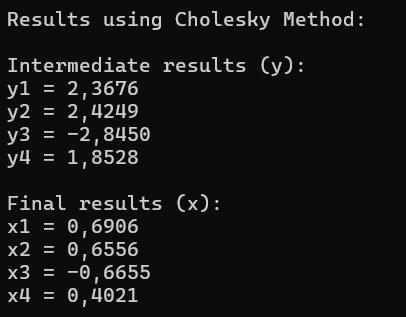 Results using Cholesky Method:
Intermediate results (y):
y1 = 2,3676
y2 = 2,4249
y3 = -2,8450
y4 = 1,8528
Final results (x):
x1 = 0,6906
x2 = 0,6556
x3 = -0,6655
x4 = 0,4021